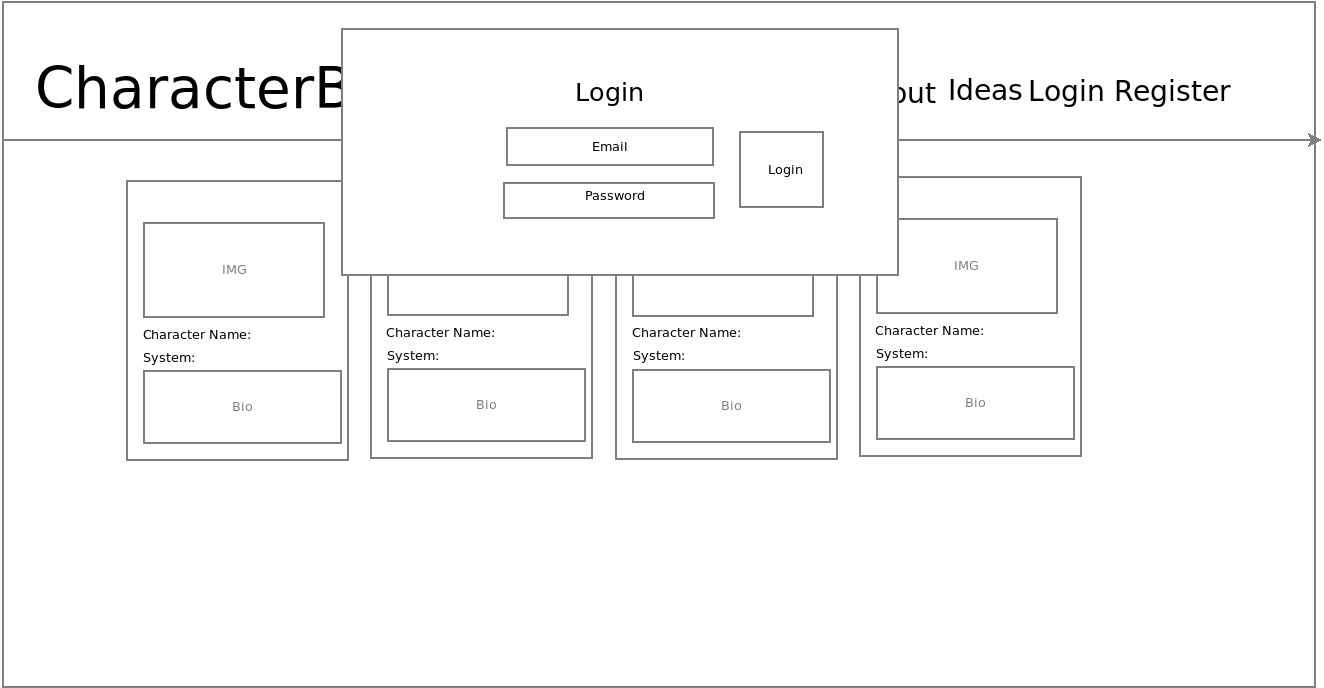 CharacterB
Login
out Ideas Login Register
Email
Password
Login
IMG
IMG
Character Name:
System:
Bio
Character Name:
System:
Bio
Character Name:
System:
Bio
Character Name:
System:
Bio